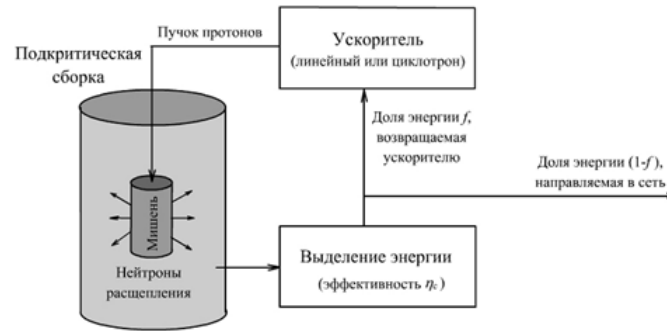 Пучок протонов
Ускоритель
(линейный или циклотрон)
Подкритическая
сборка
Доля энергии f,
возвращаемая
ускорителю
Доля энергии (1-f),
направляемая в сеть
Мишень
Нейтроны
расщепления
Выделение энергии
(эффективность ηc)